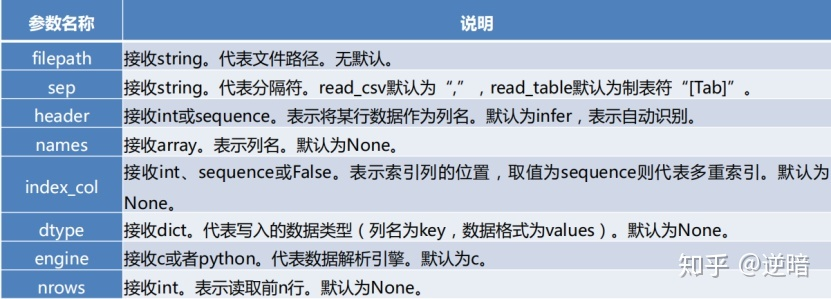 参数名称 说明
filepath 接收string。代表文件路径。无默认。
sep 接收string。代表分隔符。read_csv默认为“,”，read_table默认为制表符“[Tab]”。
header 接收int或sequence。表示将某行数据作为列名。默认为infer，表示自动识别。
names 接收array。表示列名。默认为None。
index_col 接收int、sequence或False。表示索引列的位置，取值为sequence则代表多重索引。默认为
None。
dtype 接收dict。代表写入的数据类型（列名为key，数据格式为values）。默认为None。
engine 接收c或者python。代表数据解析引擎。默认为c。
nrows 接收int。表示读取前n行。默认为None。
知乎 @逆暗